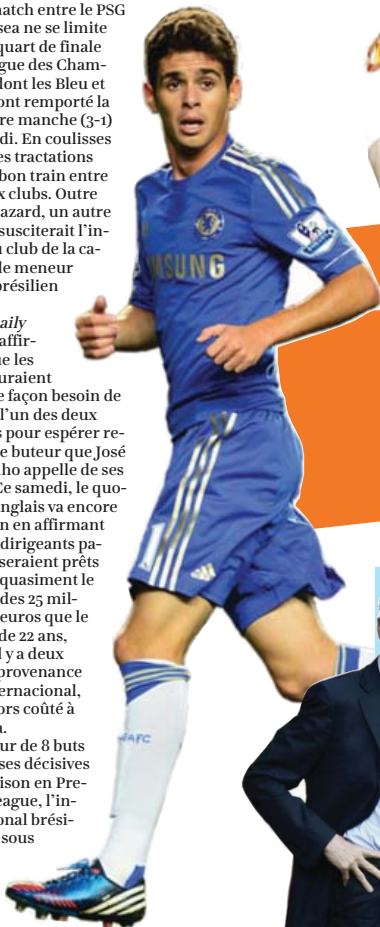 match entre le PSG
sea ne se limite
quart de finale
gue des Cham-
dont les Bleu et
ont remporté la
re manche (3-1)
di. En coulisses
es tractations
bon train entre
x clubs. Outre
azard, un autre
susciterait l'in-
u club de la ca-
le meneur
brésilien
aily
affir-
ue les
uraient
e façon besoin de
l'un des deux
s pour espérer re-
e buteur que José
ho appelle de ses
Ce samedi, le quo-
nglais va encore
n en affirmant
dirigeants pa-
seraient prêts
quasiment le
des 25 mil-
euros que le
de 22 ans,
l y a deux
provenance
ernacional,
ors coûté à
a.
ur de 8 buts
ses décisives
ison en Pre-
eague, l'in-
onal brési-
sous
SAMSUNG
adidas